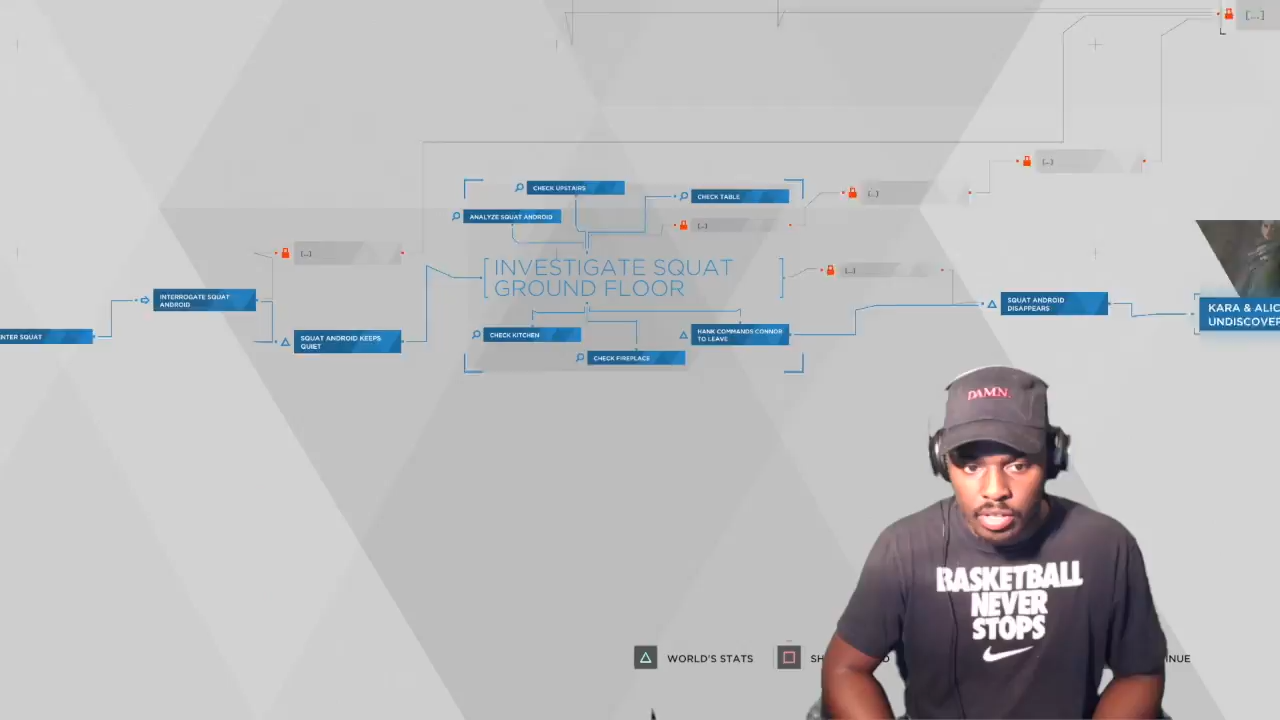 [...]
CHECK UPSTAIRS
CHECK TABLE
ANALYZE SQUAT ANDROID
[...]
[...]
[...]
[...]
INVESTIGATE SQUAT
GROUND FLOOR
[...]
INTERROGATE SQUAT
ANDROID
SQUAT ANDROID
DISAPPEARS
KARA & ALIC
UNDISCOVER
NTER SQUAT
SQUAT ANDROID KEEPS
QUIET
CHECK KITCHEN
HANK COMMANDS CONNOR
TO LEAVE
CHECK FIREPLACE
DAMN.
BASKETBALL
NEVER
STOPS
WORLD'S STATS